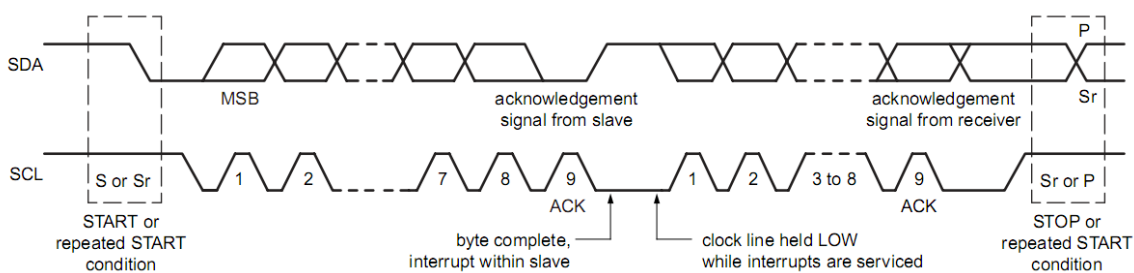 P
SDA
MSB
acknowledgement
signal from slave
acknowledgement
signal from receiver
Sr
SCL
S or Sr
1
2
7
8
9
1
2
3 to 8
9
Sr or P
ACK
ACK
START or
repeated START
condition
byte complete,
interrupt within slave
clock line held LOW
while interrupts are serviced
STOP or
repeated START
condition